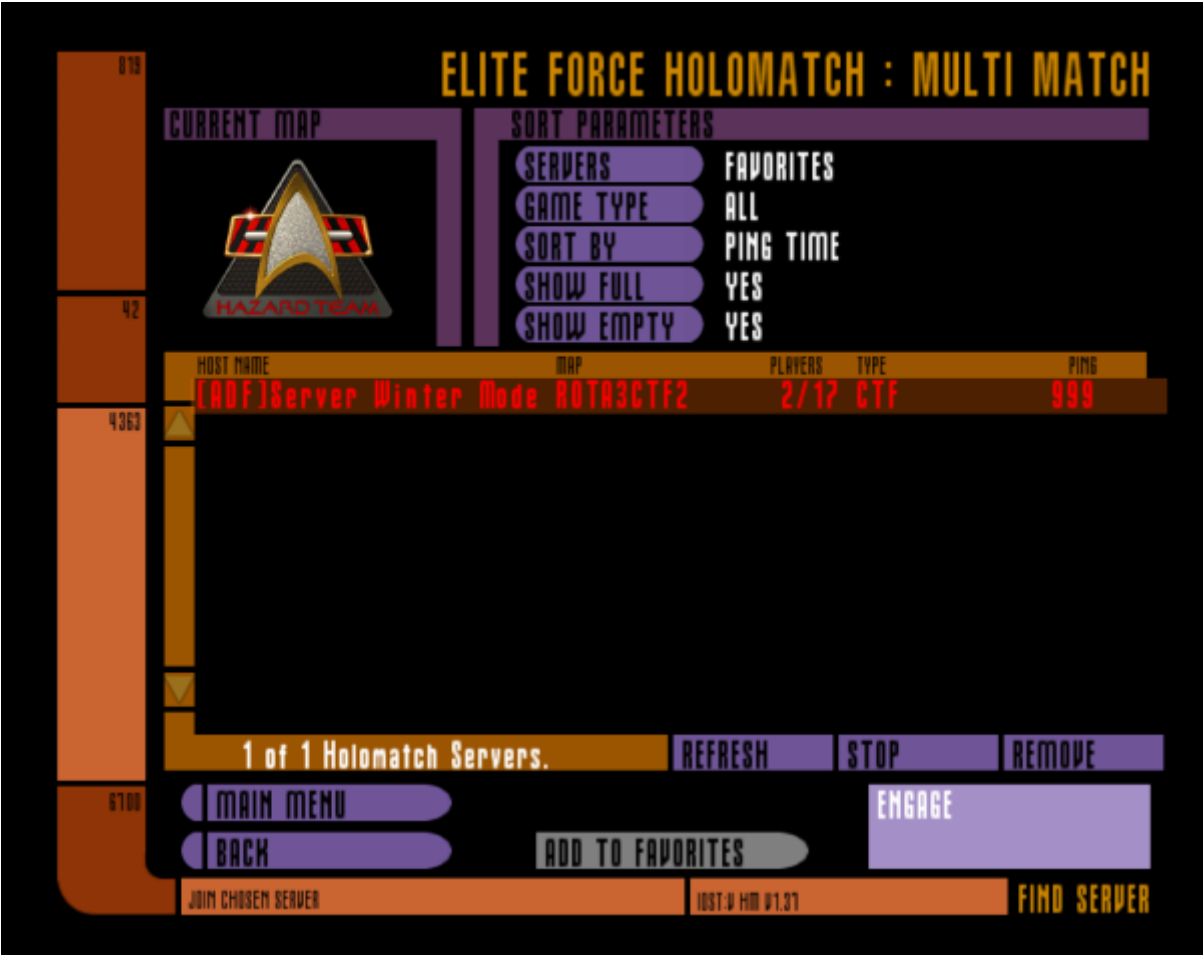 879
ELITE FORCE HOLOMATCH : MULTI MATCH
CURRENT MAP
SORT PARAMETERS
SERVERS FAVORITES
GAME TYPE ALL
SORT BY PING TIME
SHOW FULL YES
SHOW EMPTY YES
HAZARD TEAM
42
HOST NAME MAP PLAYERS TYPE PING
[ADF]Server Winter Mode ROTA3CTF2 2/17 CTF 999
4363
1 of 1 Holomatch Servers. REFRESH STOP REMOVE
6700
MAIN MENU
ENGAGE
BACK
ADD TO FAVORITES
JOIN CHOSEN SERVER
IOST:V HM V1.37
FIND SERVER